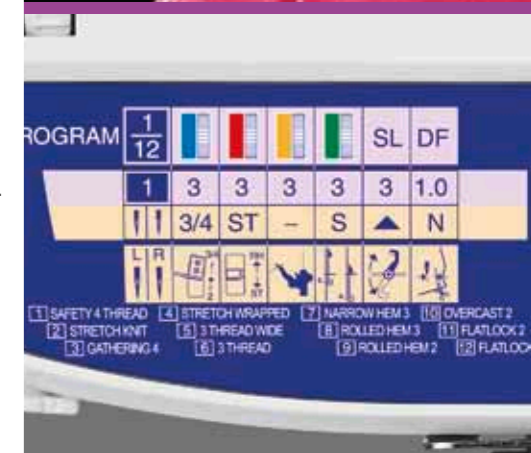 ROGRAM 1/12 SL DF
1 3 3 3 3 3 1.0
3/4 ST – S ▲ N
L R
1 SAFETY 4 THREAD 4 STRETCH WRAPPED 7 NARROW HEM 3 10 OVERCAST 2
2 STRETCH KNIT 5 3 THREAD WIDE 8 ROLLED HEM 3 11 FLATLOCK 2
3 GATHERING 4 6 3 THREAD 9 ROLLED HEM 2 12 FLATLOCK